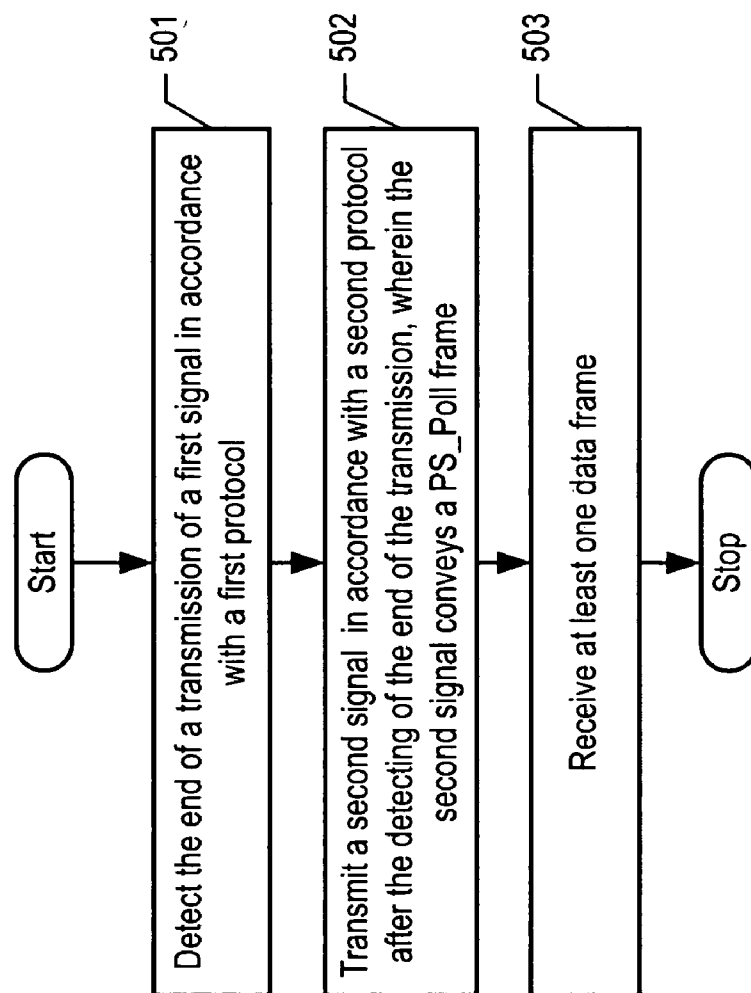 Start
Detect the end of a transmission of a first signal in accordance
with a first protocol
501
Transmit a second signal in accordance with a second protocol
after the detecting of the end of the transmission, wherein the
second signal conveys a PS_Poll frame
502
Receive at least one data frame
503
Stop